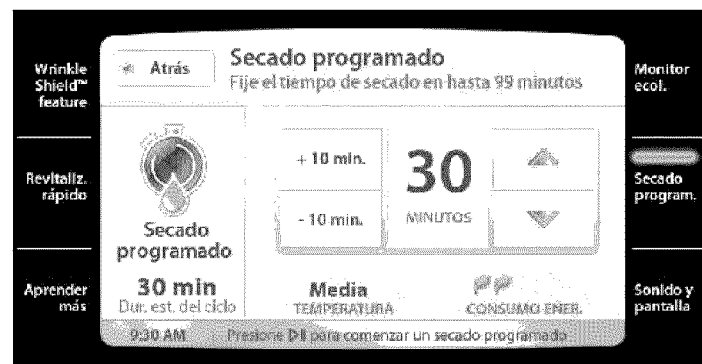 Wrinkle
Shield™
feature
Revitaliz.
rápido
Aprender
más
Atrás
Secado programado
Fije el tiempo de secado en hasta 99 minutos
Secado
programado
30 min
Dur. est. del ciclo
+ 10 min.
- 10 min.
30
MINUTOS
Media
TEMPERATURA
CONSUMO ENER.
9:30 AM
Presione para comenzar un secado programado
Monitor
ecol.
Secado
program.
Sonido y
pantalla